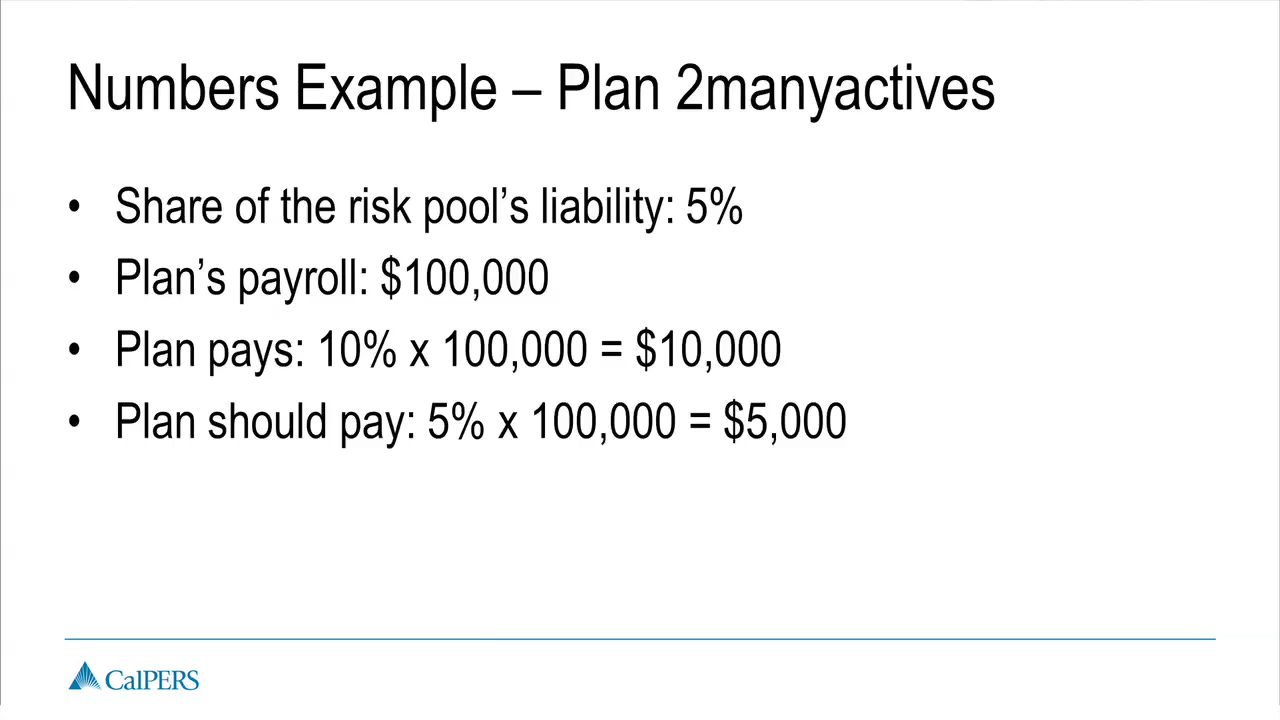 Numbers Example – Plan 2manyactives
• Share of the risk pool’s liability: 5%
• Plan’s payroll: $100,000
• Plan pays: 10% x 100,000 = $10,000
• Plan should pay: 5% x 100,000 = $5,000
CalPERS